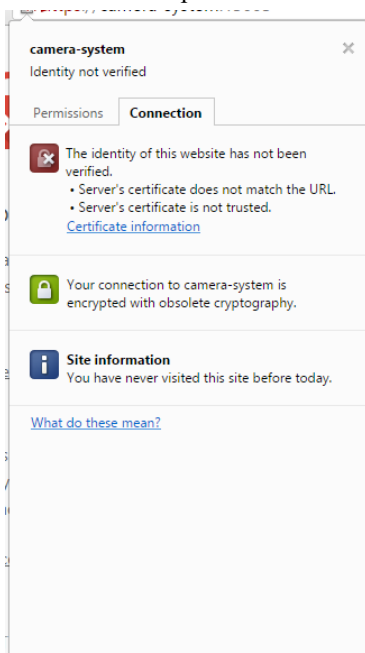 camera-system
Identity not verified
Permissions Connection
The identity of this website has not been
verified.
• Server's certificate does not match the URL.
• Server's certificate is not trusted.
Certificate information
Your connection to camera-system is
encrypted with obsolete cryptography.
Site information
You have never visited this site before today.
What do these mean?